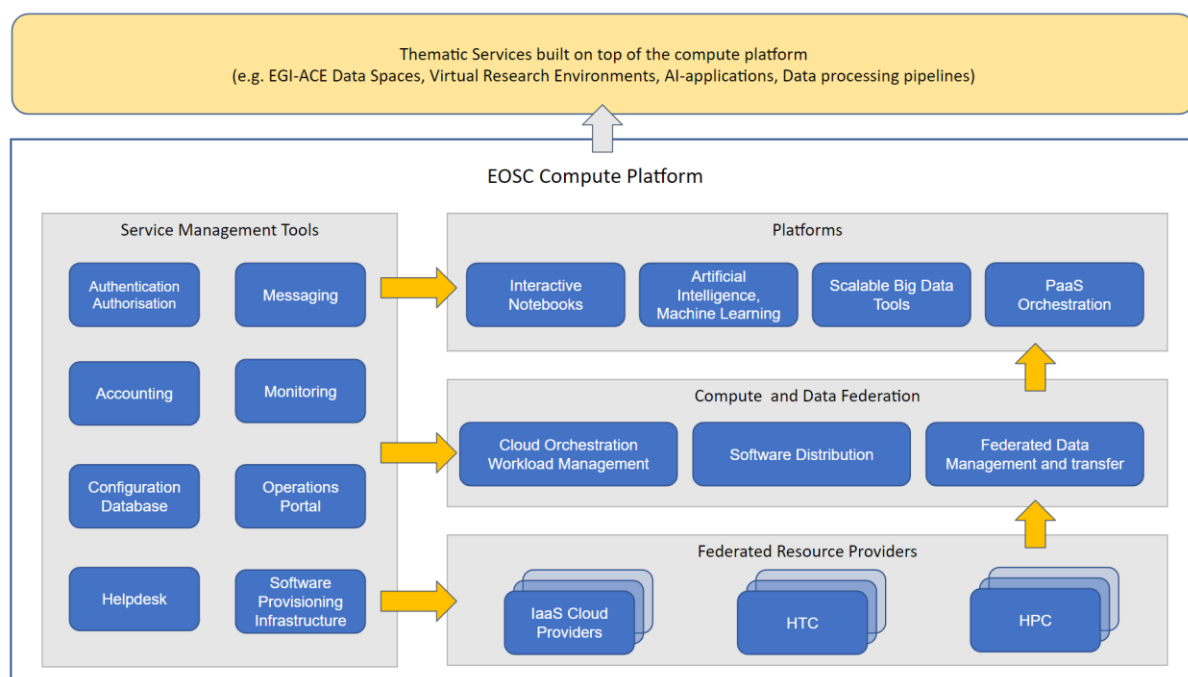 Thematic Services built on top of the compute platform
(e.g. EGI-ACE Data Spaces, Virtual Research Environments, AI-applications, Data processing pipelines)
EOSC Compute Platform
Service Management Tools
Authentication
Authorisation
Messaging
Accounting
Monitoring
Configuration
Database
Operations
Portal
Helpdesk
Software
Provisioning
Infrastructure
Platforms
Interactive
Notebooks
Artificial
Intelligence,
Machine Learning
Scalable Big Data
Tools
PaaS
Orchestration
Compute and Data Federation
Cloud Orchestration
Workload Management
Software Distribution
Federated Data
Management and transfer
Federated Resource Providers
IaaS Cloud
Providers
HTC
HPC